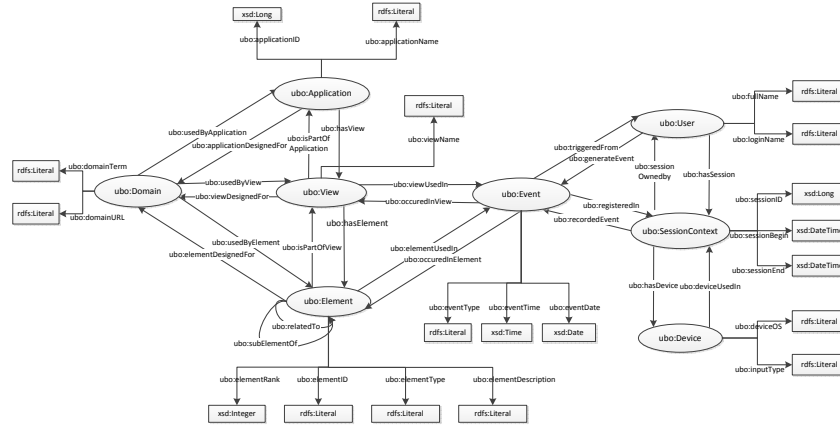 xsd:Long
rdfs:Literal
ubo:applicationID
ubo:applicationName
ubo:Application
rdfs:Literal
ubo:viewName
rdfs:Literal
ubo:fullName
ubo:User
rdfs:Literal
ubo:loginName
ubo:usedByApplication
ubo:applicationDesignedFor
ubo:isPartOf
Application
ubo:hasView
ubo:triggeredFrom
ubo:generateEvent
ubo:session
Ownedby
ubo:hasSession
ubo:domainTerm
rdfs:Literal
ubo:Domain
rdfs:Literal
ubo:domainURL
ubo:usedByView
ubo:viewDesignedFor
ubo:View
ubo:viewUsedIn
ubo:occuredInView
ubo:Event
ubo:registeredIn
ubo:recordedEvent
ubo:sessionID
xsd:Long
ubo:SessionContext
ubo:sessionBegin
xsd:DateTime
ubo:sessionEnd
xsd:DateTime
ubo:hasElement
ubo:isPartOfView
ubo:usedByElement
ubo:elementDesignedFor
ubo:elementUsedIn
ubo:occuredInElement
ubo:hasDevice
ubo:deviceUsedIn
ubo:Element
ubo:relatedTo
ubo:subElementOf
ubo:eventType
ubo:eventTime
ubo:eventDate
rdfs:Literal
xsd:Time
xsd:Date
ubo:Device
ubo:deviceOS
rdfs:Literal
ubo:inputType
rdfs:Literal
ubo:elementRank
ubo:elementID
ubo:elementType
ubo:elementDescription
xsd:Integer
rdfs:Literal
rdfs:Literal
rdfs:Literal